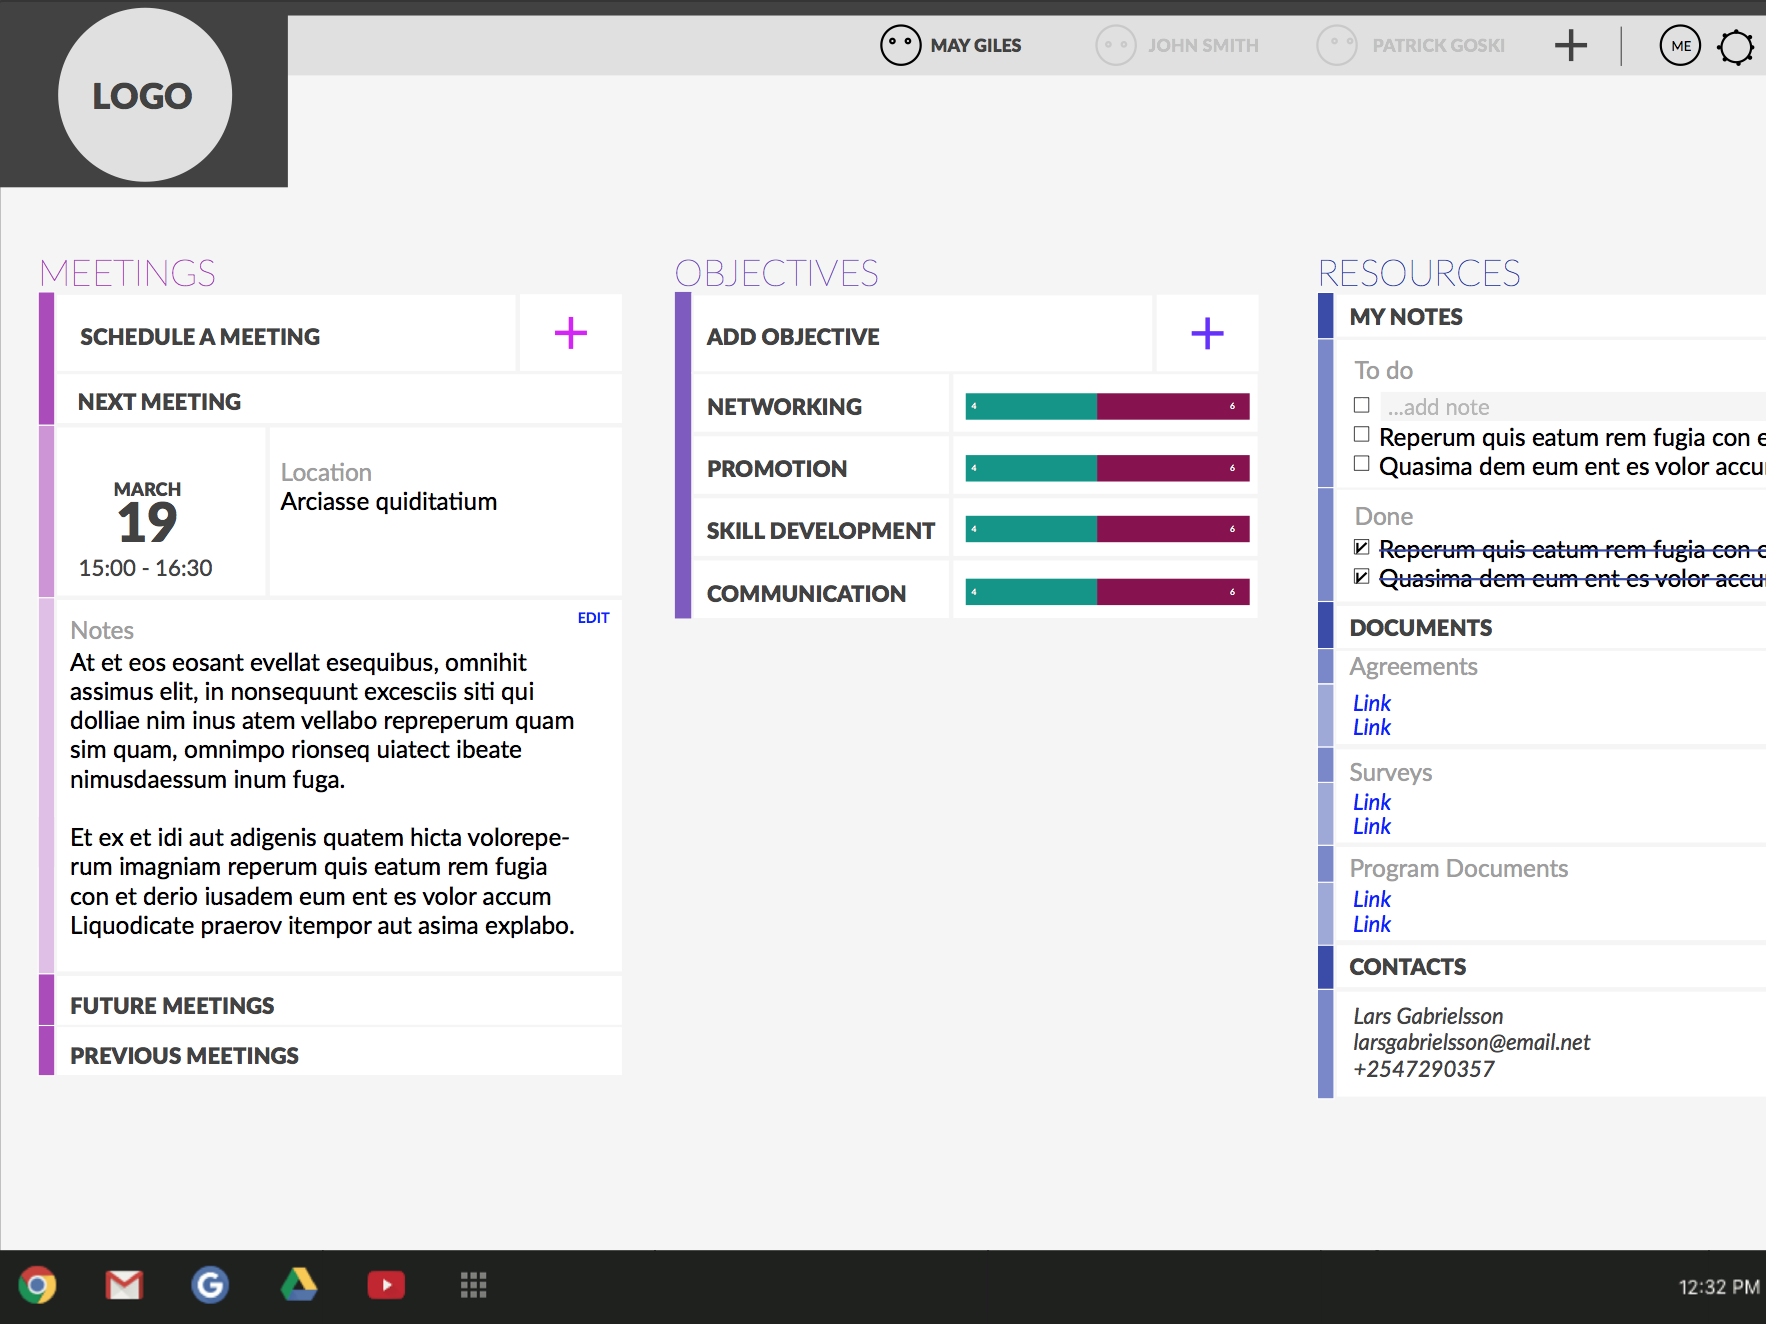 LOGO
MAY GILES
JOHN SMITH
PATRICK GOSKI
ME
MEETINGS
SCHEDULE A MEETING
NEXT MEETING
MARCH
19
15:00 - 16:30
Location
Arciasse quiditatium
Notes
EDIT
At et eos eosant evellat esequibus, omnihit
assimus elit, in nonsequunt excesciis siti qui
dolliae nim inus atem vellabo repreperum quam
sim quam, omnimpo rionseq uiatect ibeate
nimusdaessum inum fuga.
Et ex et idi aut adigenis quatem hicta volorepe-
rum imagniam reperum quis eatum rem fugia
con et derio iusadem eum ent es volor accum
Liquodicate praerov itempor aut asima explabo.
FUTURE MEETINGS
PREVIOUS MEETINGS
OBJECTIVES
ADD OBJECTIVE
NETWORKING
4 6
PROMOTION
4 6
SKILL DEVELOPMENT
4 6
COMMUNICATION
4 6
RESOURCES
MY NOTES
To do
...add note
Reperum quis eatum rem fugia con e
Quasima dem eum ent es volor accu
Done
Reperum quis eatum rem fugia con e
Quasima dem eum ent es volor accu
DOCUMENTS
Agreements
Link
Link
Surveys
Link
Link
Program Documents
Link
Link
CONTACTS
Lars Gabrielsson
larsgabrielsson@email.net
+2547290357
12:32 PM